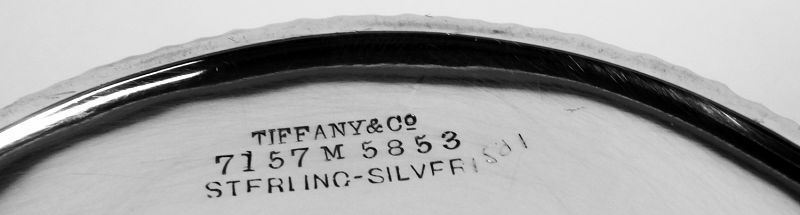 TIFFANY&Cº
7157 M 5853
STERLING-SILVER